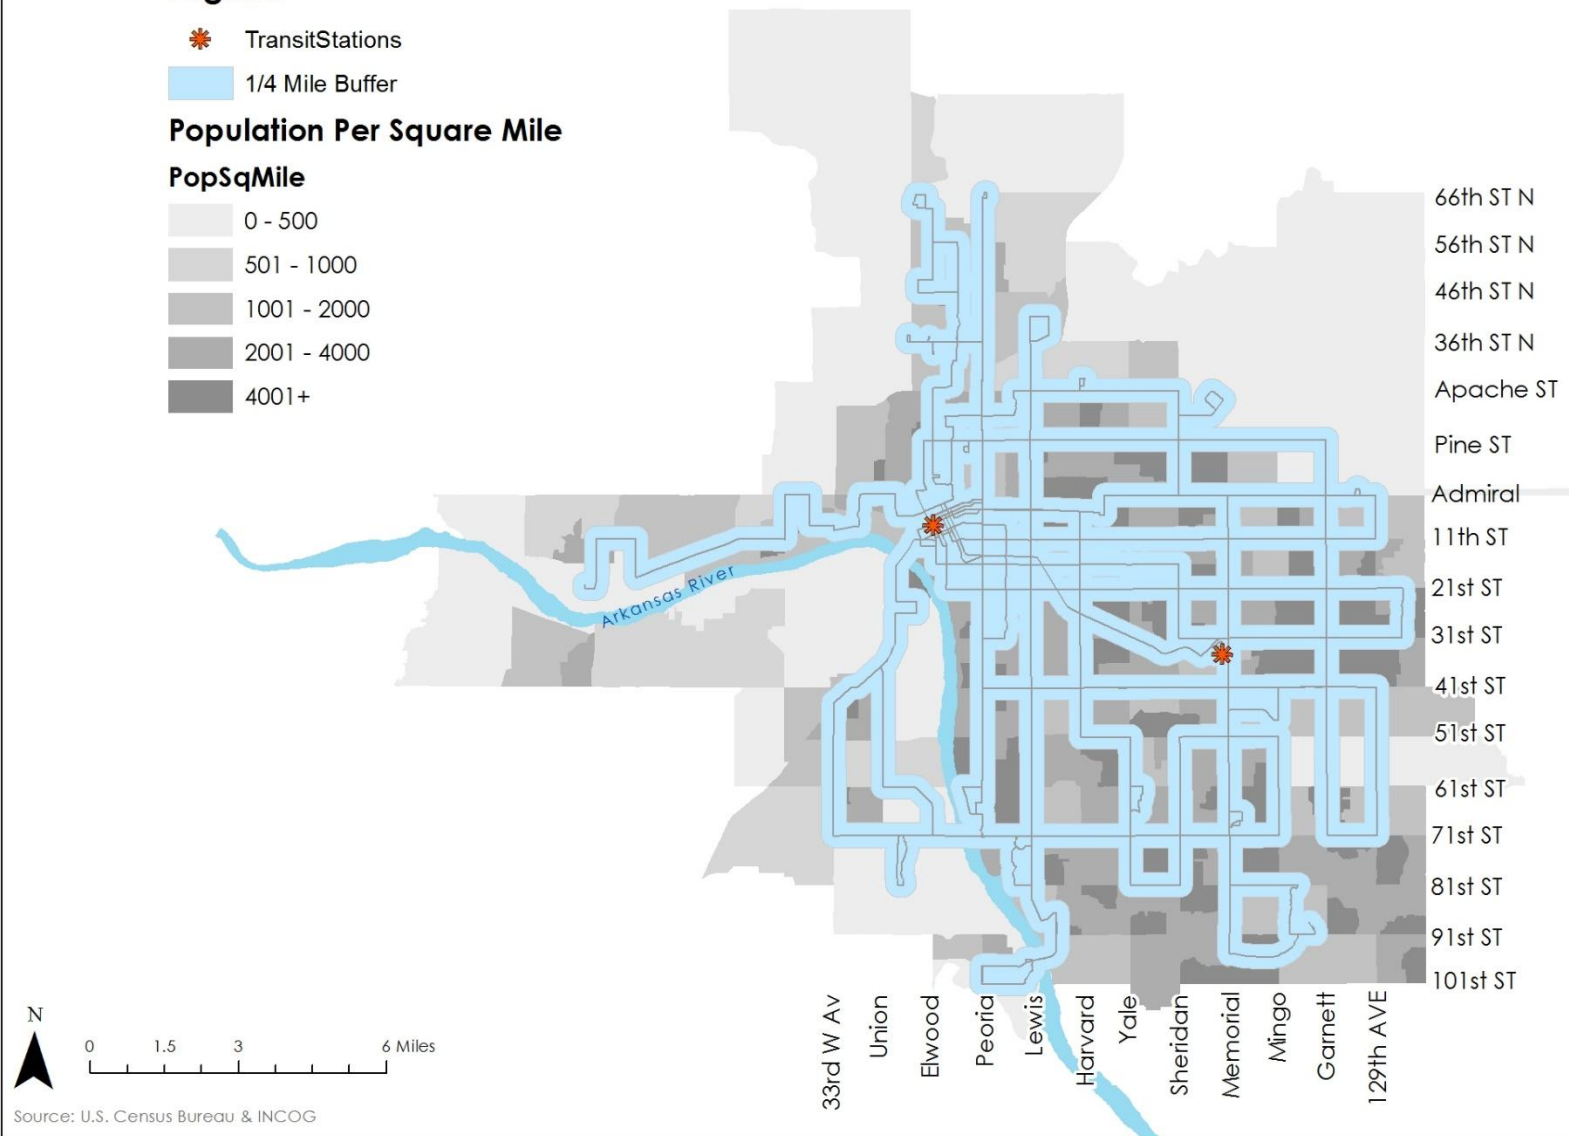 TransitStations
1/4 Mile Buffer
Population Per Square Mile
PopSqMile
0 - 500
501 - 1000
1001 - 2000
2001 - 4000
4001+
66th ST N
56th ST N
46th ST N
36th ST N
Apache ST
Pine ST
Admiral
11th ST
21st ST
31st ST
41st ST
51st ST
61st ST
71st ST
81st ST
91st ST
101st ST
Arkansas River
33rd W Av
Union
Elwood
Peoria
Lewis
Harvard
Yale
Sheridan
Memorial
Mingo
Garnett
129th AVE
N
0 1.5 3 6 Miles
Source: U.S. Census Bureau & INCOG